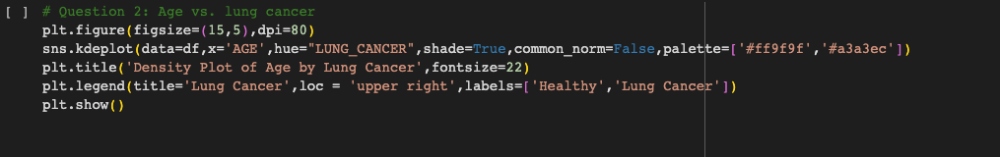 [ ] # Question 2: Age vs. lung cancer
plt.figure(figsize=(15,5),dpi=80)
sns.kdeplot(data=df,x='AGE',hue="LUNG_CANCER",shade=True,common_norm=False,palette=['#ff9f9f','#a3a3ec'])
plt.title('Density Plot of Age by Lung Cancer',fontsize=22)
plt.legend(title='Lung Cancer',loc = 'upper right',labels=['Healthy','Lung Cancer'])
plt.show()